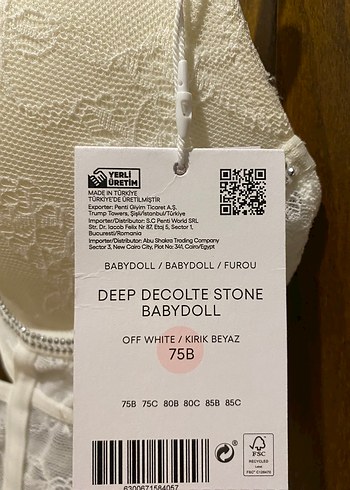 YERLİ
ÜRETİM
MADE IN TÜRKİYE
TÜRKİYE'DE ÜRETİLMİŞTİR
Exporter: Penti Giyim Ticaret A.Ş.
Trump Towers, Şişli/İstanbul/Türkiye
Importer/Distributor: S.C Penti World SRL
Str. Dr. Iacob Felix Nr 87, Etaj 5, Sector 1,
Bucuresti/Romania
Importer/Distributor: Abu Shakra Trading Company
Sector 3, New Cairo City, Plot No: 341, Cairo/Egypt
BABYDOLL / BABYDOLL / FUROU
DEEP DECOLTE STONE
BABYDOLL
OFF WHITE / KIRIK BEYAZ
75B
75B 75C 80B 80C 85B 85C
FSC
RECYCLED
6300671584057